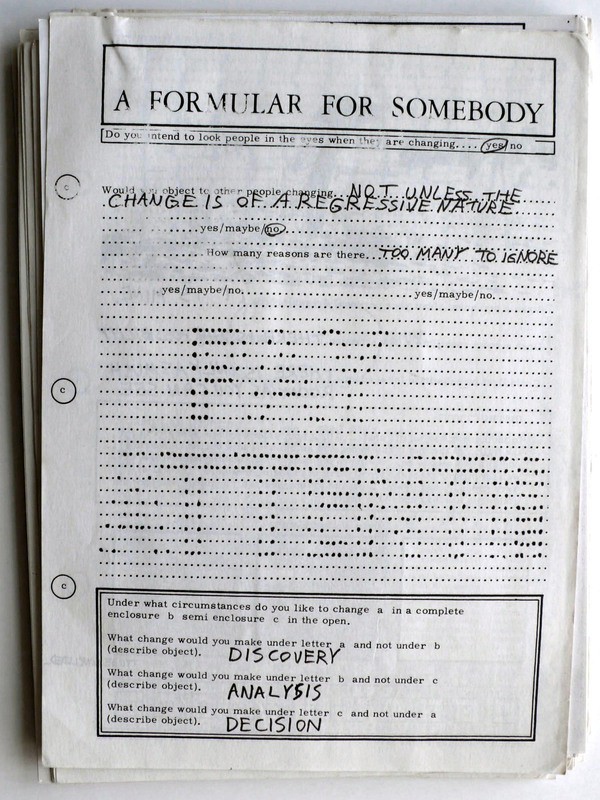 A FORMULAR FOR SOMEBODY
Do you intend to look people in the eyes when they are changing.... yes/no
Would you object to other people changing...NOT UNLESS THE
CHANGE IS OF A REGRESSIVE NATURE
yes/maybe/no
How many reasons are there...TOO MANY TO IGNORE
yes/maybe/no yes/maybe/no
c
c
c
Under what circumstances do you like to change a in a complete
enclosure b semi enclosure c in the open.
What change would you make under letter a and not under b
(describe object). DISCOVERY
What change would you make under letter b and not under c
(describe object). ANALYSIS
What change would you make under letter c and not under a
(describe object). DECISION